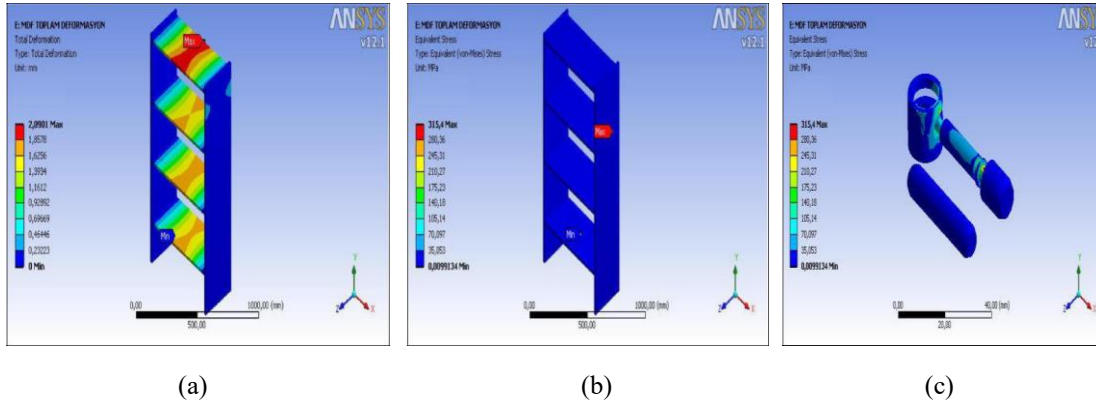 E: MDF TOPLAM DEFORMASYON
Total Deformation
Type: Total Deformation
Unit: mm
2,0901 Max
1,8578
1,6256
1,3934
1,1612
0,92892
0,69669
0,46446
0,23223
0 Min
Max
Min
ANSYS
v12.1
0,00
500,00
1000,00 (mm)
Y
Z
X
E: MDF TOPLAM DEFORMASYON
Equivalent Stress
Type: Equivalent (von-Mises) Stress
Unit: MPa
315,4 Max
280,36
245,31
210,27
175,23
140,18
105,14
70,097
35,053
0,0099134 Min
Max
Min
ANSYS
v12.1
0,00
500,00
1000,00 (mm)
Y
Z
X
E: MDF TOPLAM DEFORMASYON
Equivalent Stress
Type: Equivalent (von-Mises) Stress
Unit: MPa
315,4 Max
280,36
245,31
210,27
175,23
140,18
105,14
70,097
35,053
0,0099134 Min
ANSYS
v12.1
0,00
20,00
40,00 (mm)
Y
Z
X
(a)
(b)
(c)